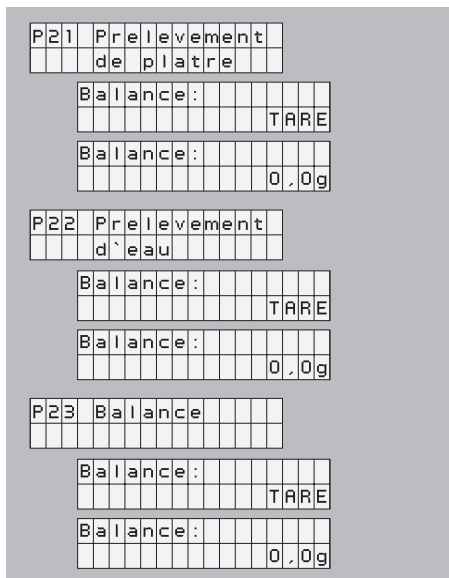 P21 Prelevement
de platre
Balance:
TARE
Balance:
0,0g
P22 Prelevement
d`eau
Balance:
TARE
Balance:
0,0g
P23 Balance
Balance:
TARE
Balance:
0,0g